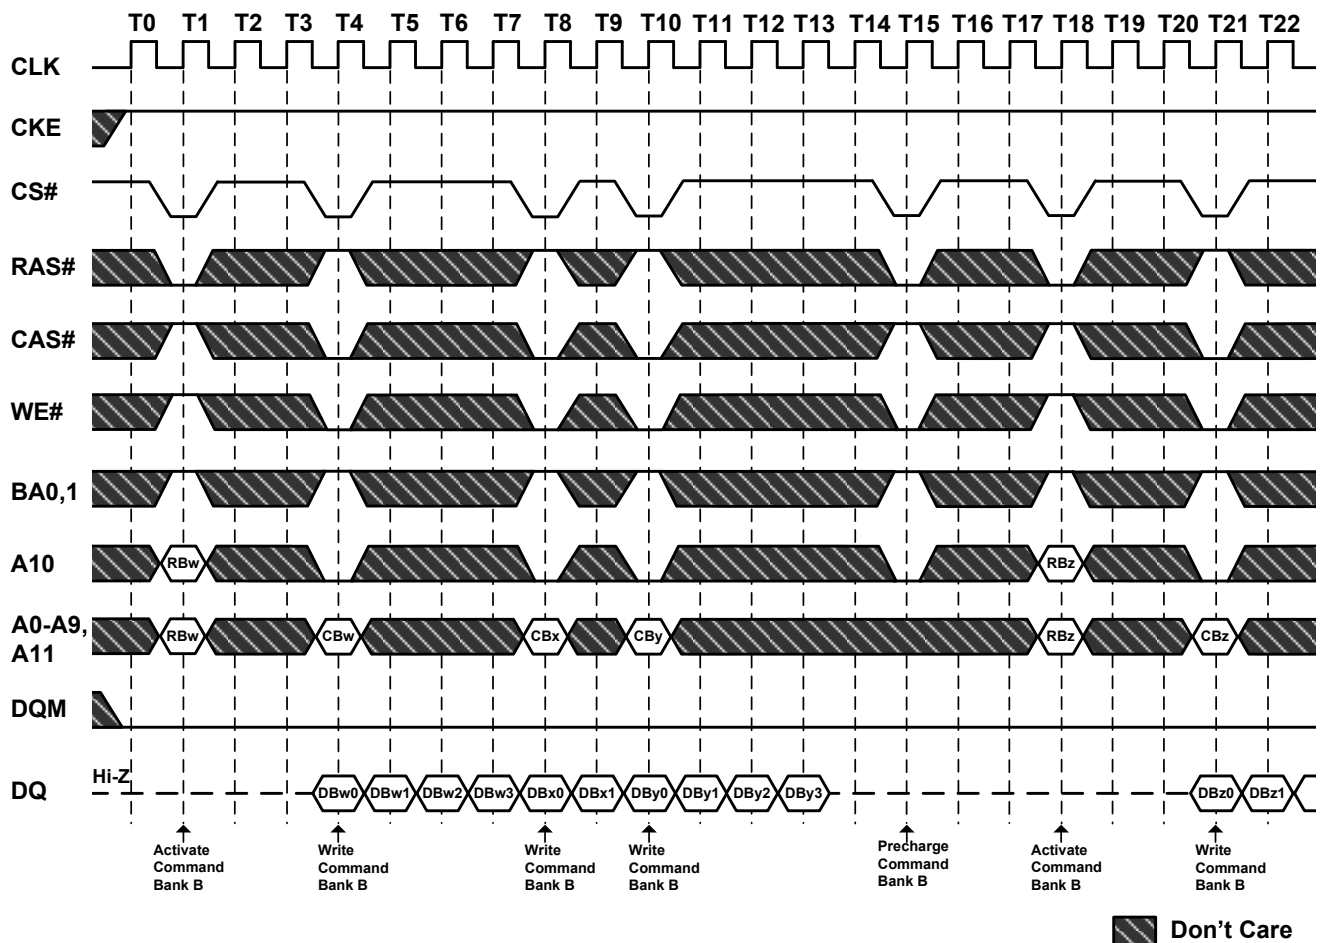 T0 T1 T2 T3 T4 T5 T6 T7 T8 T9 T10 T11 T12 T13 T14 T15 T16 T17 T18 T19 T20 T21 T22
CLK
CKE
CS#
RAS#
CAS#
WE#
BA0,1
A10
RBw RBz
A0-A9,
A11
RBw CBw CBx CBy RBz CBz
DQM
Hi-Z
DQ
DBw0 DBw1 DBw2 DBw3 DBx0 DBx1 DBy0 DBy1 DBy2 DBy3 DBz0 DBz1
Activate
Command
Bank B
Write
Command
Bank B
Write
Command
Bank B
Write
Command
Bank B
Precharge
Command
Bank B
Activate
Command
Bank B
Write
Command
Bank B
Don't Care